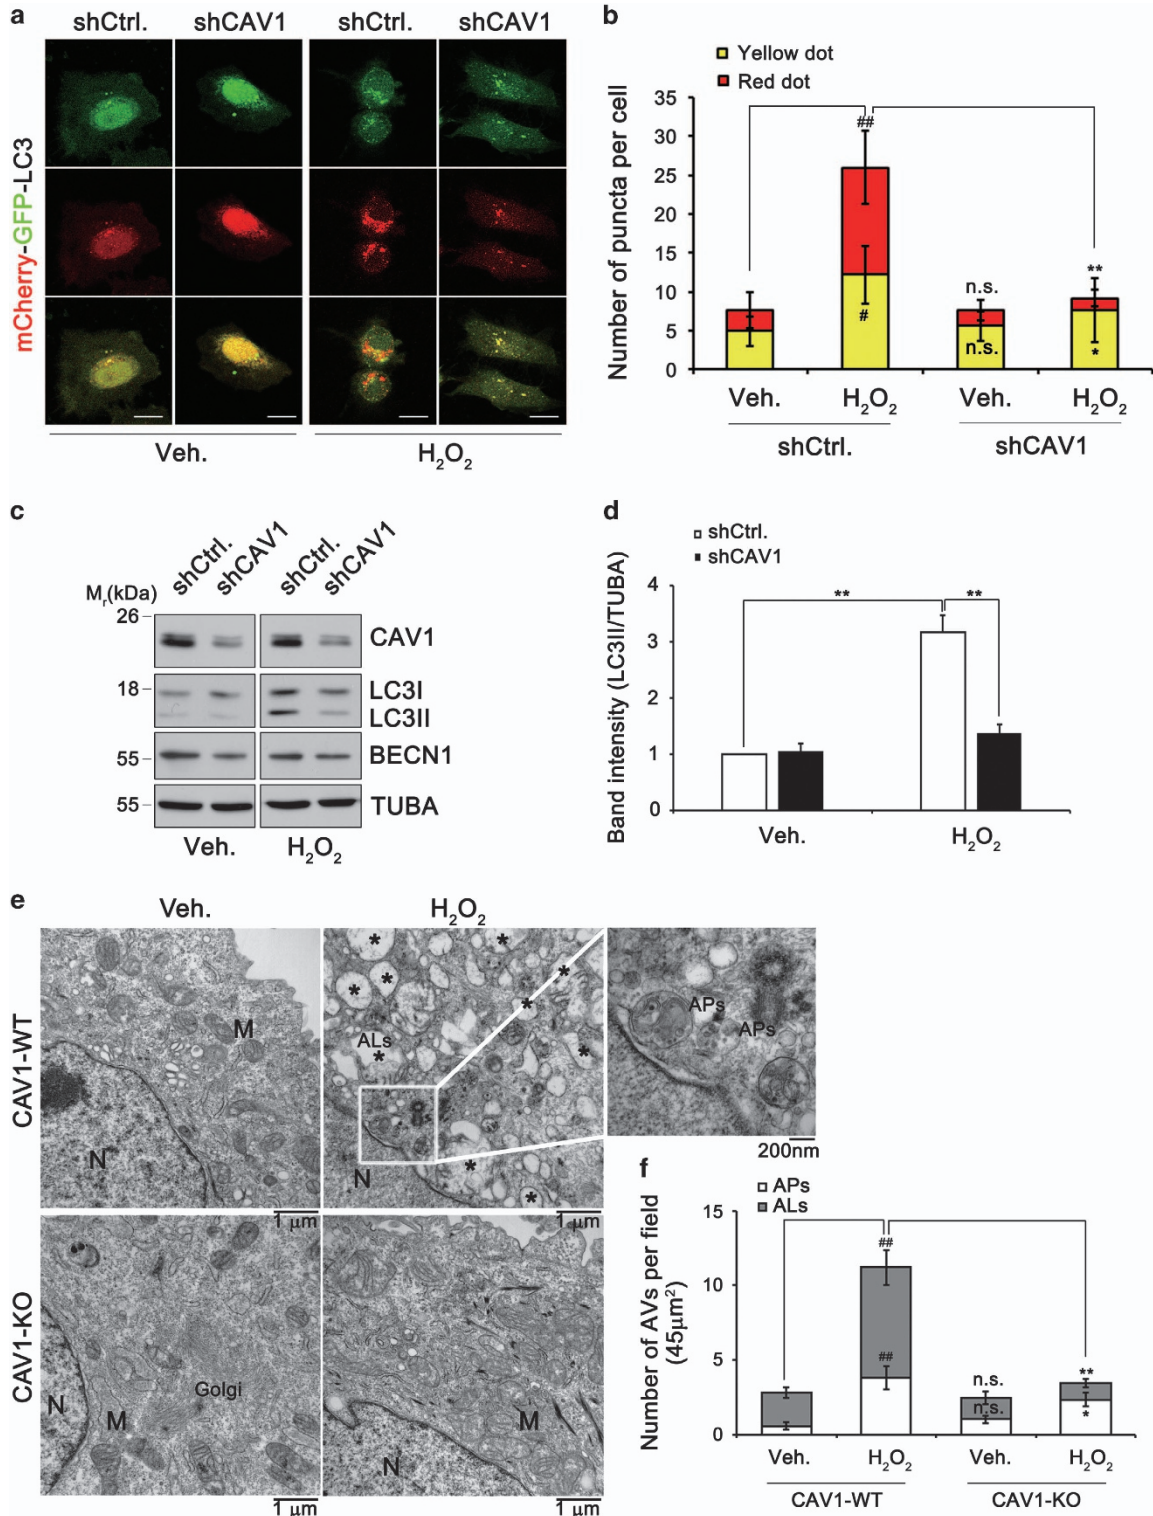 a
shCtrl. shCAV1 shCtrl. shCAV1
mCherry-GFP-LC3
Veh. H₂O₂
b
Yellow dot
Red dot
Number of puncta per cell
35
30
25
20
15
10
5
0
##
#
n.s.
n.s.
**
*
Veh. H₂O₂ Veh. H₂O₂
shCtrl. shCAV1
c
shCtrl. shCAV1 shCtrl. shCAV1
Mr(kDa)
26
CAV1
18
LC3I
LC3II
55
BECN1
55
TUBA
Veh. H₂O₂
d
shCtrl.
shCAV1
Band intensity (LC3II/TUBA)
4
3
2
1
0
** **
Veh. H₂O₂
e
Veh. H₂O₂
CAV1-WT
M
N
1 μm
* * * * * * * * * *
ALs
N
1 μm
APs
APs
200nm
CAV1-KO
N
M
Golgi
1 μm
M
N
1 μm
f
APs
ALs
Number of AVs per field
(45μm²)
15
10
5
0
##
##
n.s.
n.s.
**
*
Veh. H₂O₂ Veh. H₂O₂
CAV1-WT CAV1-KO